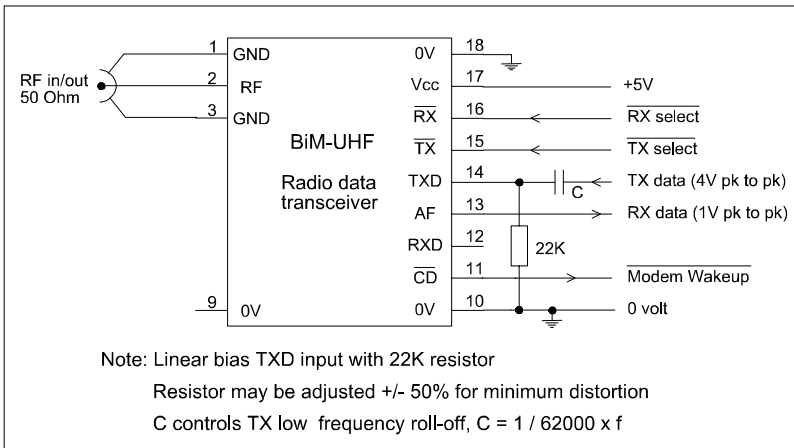 RF in/out
50 Ohm
1
GND
2
RF
3
GND
9
0V
BiM-UHF
Radio data
transceiver
0V
18
Vcc
17
+5V
RX
16
RX select
TX
15
TX select
TXD
14
C
TX data (4V pk to pk)
AF
13
RX data (1V pk to pk)
RXD
12
22K
CD
11
Modem Wakeup
0V
10
0 volt
Note: Linear bias TXD input with 22K resistor
Resistor may be adjusted +/- 50% for minimum distortion
C controls TX low frequency roll-off, C = 1 / 62000 x f